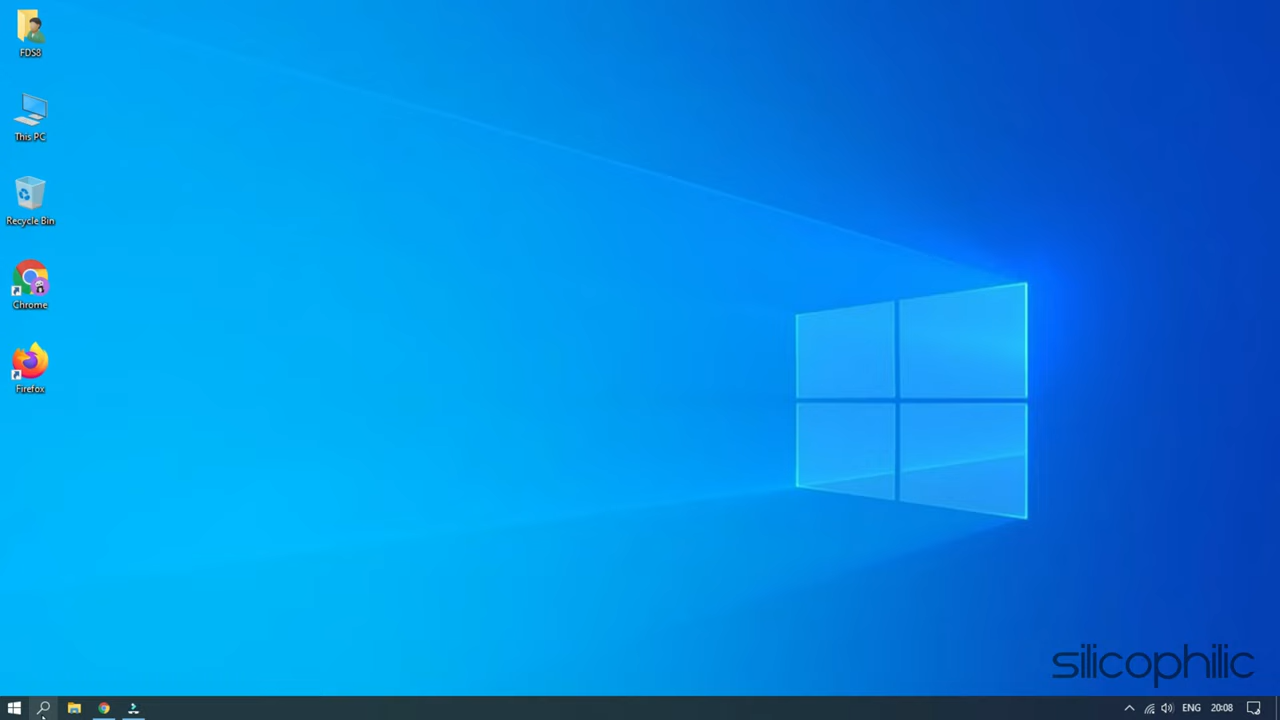 FDS8
This PC
Recycle Bin
Chrome
Firefox
silicophilic
ENG
20:08